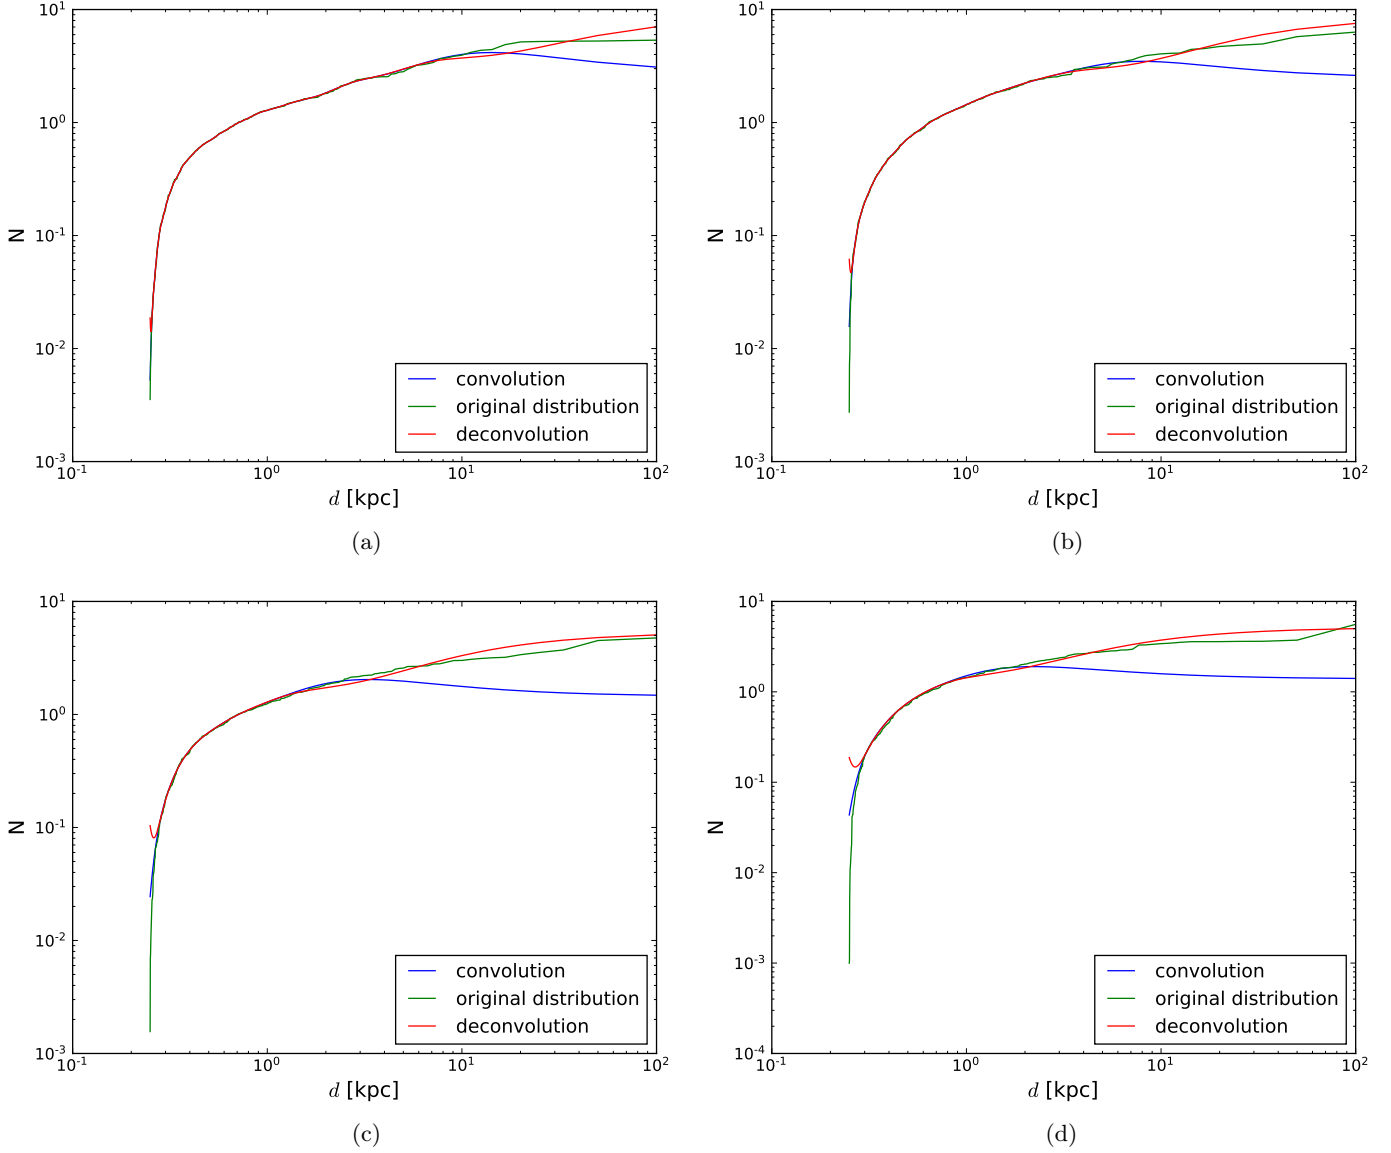 10^1
10^0
10^-1
10^-2
10^-3
N
10^-1 10^0 10^1 10^2
d [kpc]
convolution
original distribution
deconvolution
(a)
10^1
10^0
10^-1
10^-2
10^-3
N
10^-1 10^0 10^1 10^2
d [kpc]
convolution
original distribution
deconvolution
(b)
10^1
10^0
10^-1
10^-2
10^-3
N
10^-1 10^0 10^1 10^2
d [kpc]
convolution
original distribution
deconvolution
(c)
10^1
10^0
10^-1
10^-2
10^-3
10^-4
N
10^-1 10^0 10^1 10^2
d [kpc]
convolution
original distribution
deconvolution
(d)